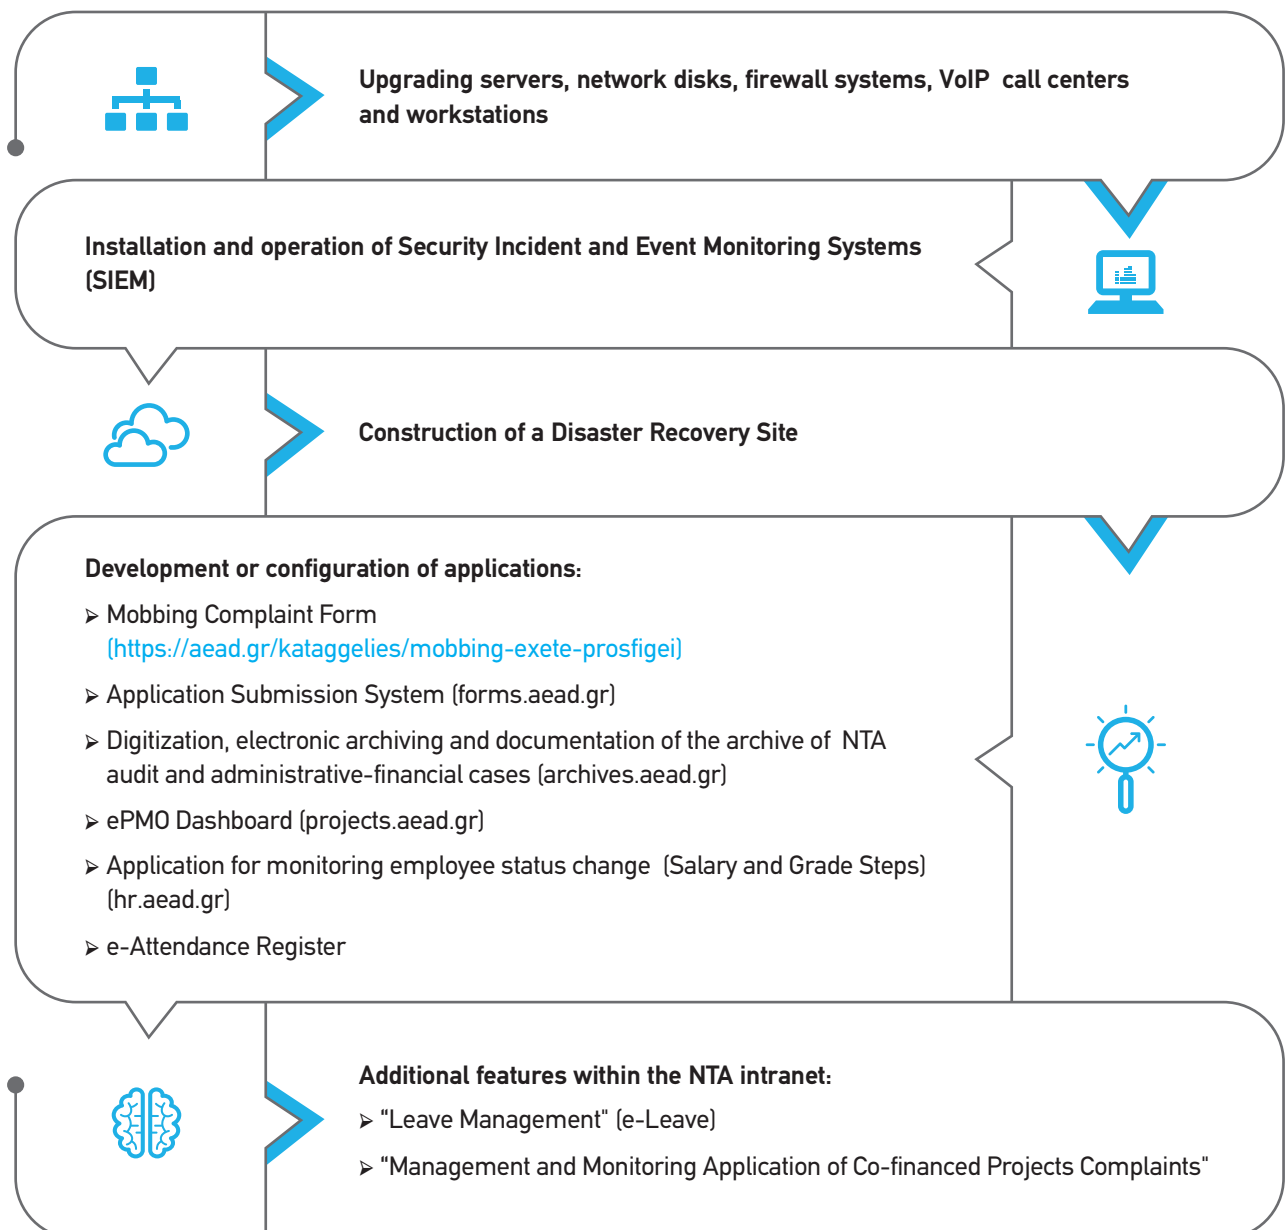 Upgrading servers, network disks, firewall systems, VoIP call centers
and workstations
Installation and operation of Security Incident and Event Monitoring Systems
(SIEM)
Construction of a Disaster Recovery Site
Development or configuration of applications:
➢ Mobbing Complaint Form
(https://aead.gr/kataggelies/mobbing-exete-prosfigei)
➢ Application Submission System (forms.aead.gr)
➢ Digitization, electronic archiving and documentation of the archive of NTA
audit and administrative-financial cases (archives.aead.gr)
➢ ePMO Dashboard (projects.aead.gr)
➢ Application for monitoring employee status change (Salary and Grade Steps)
(hr.aead.gr)
➢ e-Attendance Register
Additional features within the NTA intranet:
➢ "Leave Management" (e-Leave)
➢ "Management and Monitoring Application of Co-financed Projects Complaints"